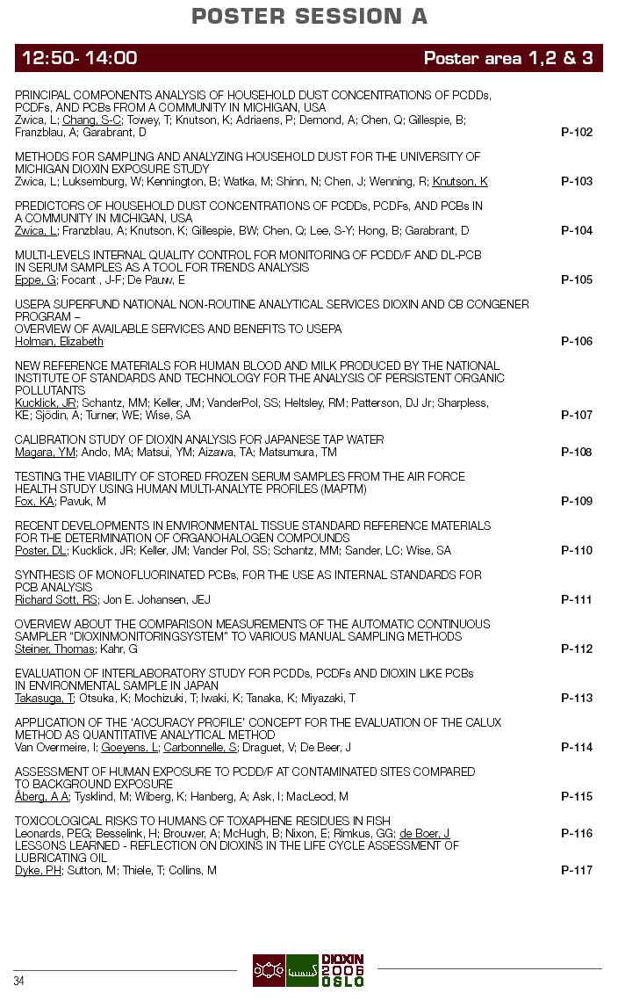 POSTER SESSION A
12:50- 14:00 Poster area 1,2 & 3
PRINCIPAL COMPONENTS ANALYSIS OF HOUSEHOLD DUST CONCENTRATIONS OF PCDDs,
PCDFs, AND PCBs FROM A COMMUNITY IN MICHIGAN, USA
Zwica, L; Chang, S-C; Towey, T; Knutson, K; Adriaens, P; Demond, A; Chen, Q; Gillespie, B;
Franzblau, A; Garabrant, D P-102
METHODS FOR SAMPLING AND ANALYZING HOUSEHOLD DUST FOR THE UNIVERSITY OF
MICHIGAN DIOXIN EXPOSURE STUDY
Zwica, L; Luksemburg, W; Kennington, B; Watka, M; Shinn, N; Chen, J; Wenning, R; Knutson, K P-103
PREDICTORS OF HOUSEHOLD DUST CONCENTRATIONS OF PCDDs, PCDFs, AND PCBs IN
A COMMUNITY IN MICHIGAN, USA
Zwica, L; Franzblau, A; Knutson, K; Gillespie, BW; Chen, Q; Lee, S-Y; Hong, B; Garabrant, D P-104
MULTI-LEVELS INTERNAL QUALITY CONTROL FOR MONITORING OF PCDD/F AND DL-PCB
IN SERUM SAMPLES AS A TOOL FOR TRENDS ANALYSIS
Eppe, G; Focant , J-F; De Pauw, E P-105
USEPA SUPERFUND NATIONAL NON-ROUTINE ANALYTICAL SERVICES DIOXIN AND CB CONGENER
PROGRAM –
OVERVIEW OF AVAILABLE SERVICES AND BENEFITS TO USEPA
Holman, Elizabeth P-106
NEW REFERENCE MATERIALS FOR HUMAN BLOOD AND MILK PRODUCED BY THE NATIONAL
INSTITUTE OF STANDARDS AND TECHNOLOGY FOR THE ANALYSIS OF PERSISTENT ORGANIC
POLLUTANTS
Kucklick, JR; Schantz, MM; Keller, JM; VanderPol, SS; Heltsley, RM; Patterson, DJ Jr; Sharpless,
KE; Sjödin, A; Turner, WE; Wise, SA P-107
CALIBRATION STUDY OF DIOXIN ANALYSIS FOR JAPANESE TAP WATER
Magara, YM; Ando, MA; Matsui, YM; Aizawa, TA; Matsumura, TM P-108
TESTING THE VIABILITY OF STORED FROZEN SERUM SAMPLES FROM THE AIR FORCE
HEALTH STUDY USING HUMAN MULTI-ANALYTE PROFILES (MAPTM)
Fox, KA; Pavuk, M P-109
RECENT DEVELOPMENTS IN ENVIRONMENTAL TISSUE STANDARD REFERENCE MATERIALS
FOR THE DETERMINATION OF ORGANOHALOGEN COMPOUNDS
Poster, DL; Kucklick, JR; Keller, JM; Vander Pol, SS; Schantz, MM; Sander, LC; Wise, SA P-110
SYNTHESIS OF MONOFLUORINATED PCBs, FOR THE USE AS INTERNAL STANDARDS FOR
PCB ANALYSIS
Richard Sott, RS; Jon E. Johansen, JEJ P-111
OVERVIEW ABOUT THE COMPARISON MEASUREMENTS OF THE AUTOMATIC CONTINUOUS
SAMPLER “DIOXINMONITORINGSYSTEM” TO VARIOUS MANUAL SAMPLING METHODS
Steiner, Thomas; Kahr, G P-112
EVALUATION OF INTERLABORATORY STUDY FOR PCDDs, PCDFs AND DIOXIN LIKE PCBs
IN ENVIRONMENTAL SAMPLE IN JAPAN
Takasuga, T; Otsuka, K; Mochizuki, T; Iwaki, K; Tanaka, K; Miyazaki, T P-113
APPLICATION OF THE ‘ACCURACY PROFILE’ CONCEPT FOR THE EVALUATION OF THE CALUX
METHOD AS QUANTITATIVE ANALYTICAL METHOD
Van Overmeire, I; Goeyens, L; Carbonnelle, S; Draguet, V; De Beer, J P-114
ASSESSMENT OF HUMAN EXPOSURE TO PCDD/F AT CONTAMINATED SITES COMPARED
TO BACKGROUND EXPOSURE
Åberg, A A; Tysklind, M; Wiberg, K; Hanberg, A; Ask, I; MacLeod, M P-115
TOXICOLOGICAL RISKS TO HUMANS OF TOXAPHENE RESIDUES IN FISH
Leonards, PEG; Besselink, H; Brouwer, A; McHugh, B; Nixon, E; Rimkus, GG; de Boer, J P-116
LESSONS LEARNED - REFLECTION ON DIOXINS IN THE LIFE CYCLE ASSESSMENT OF
LUBRICATING OIL
Dyke, PH; Sutton, M; Thiele, T; Collins, M P-117
DIOXIN
2006
OSLO
34